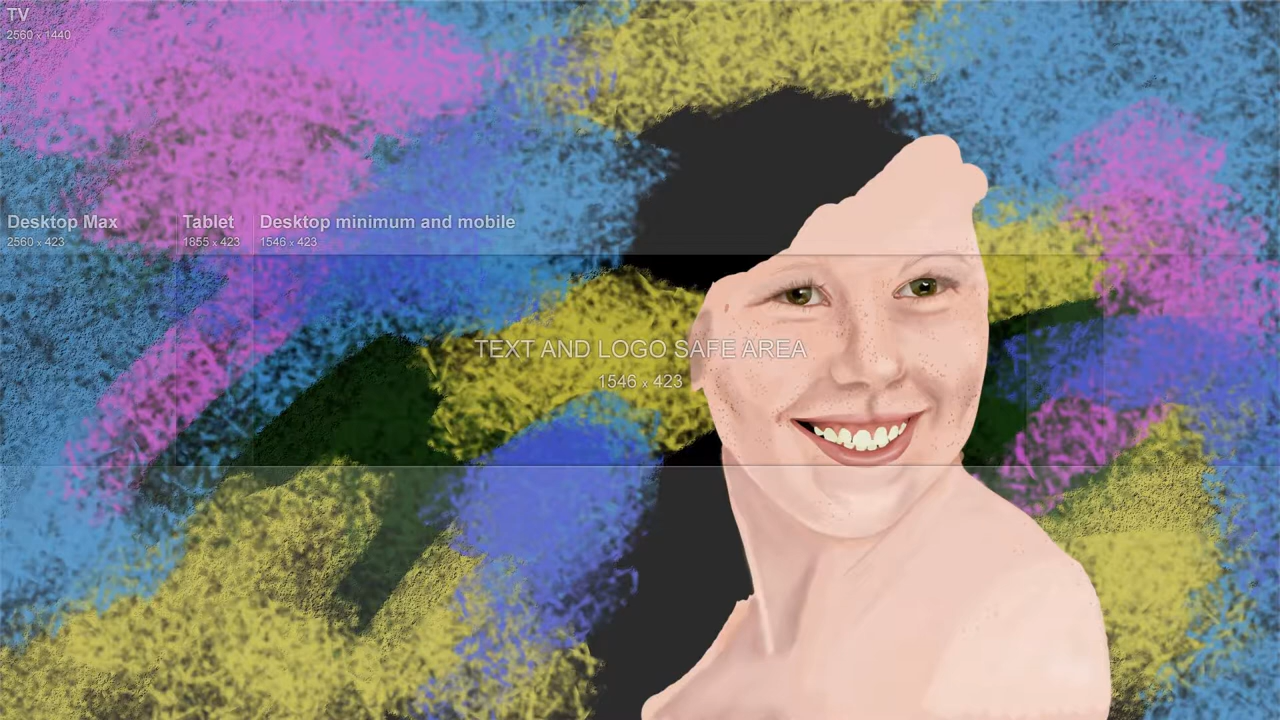 TV
2560 x 1440
Desktop Max
2560 x 423
Tablet
1855 x 423
Desktop minimum and mobile
1546 x 423
TEXT AND LOGO SAFE AREA
1546 x 423